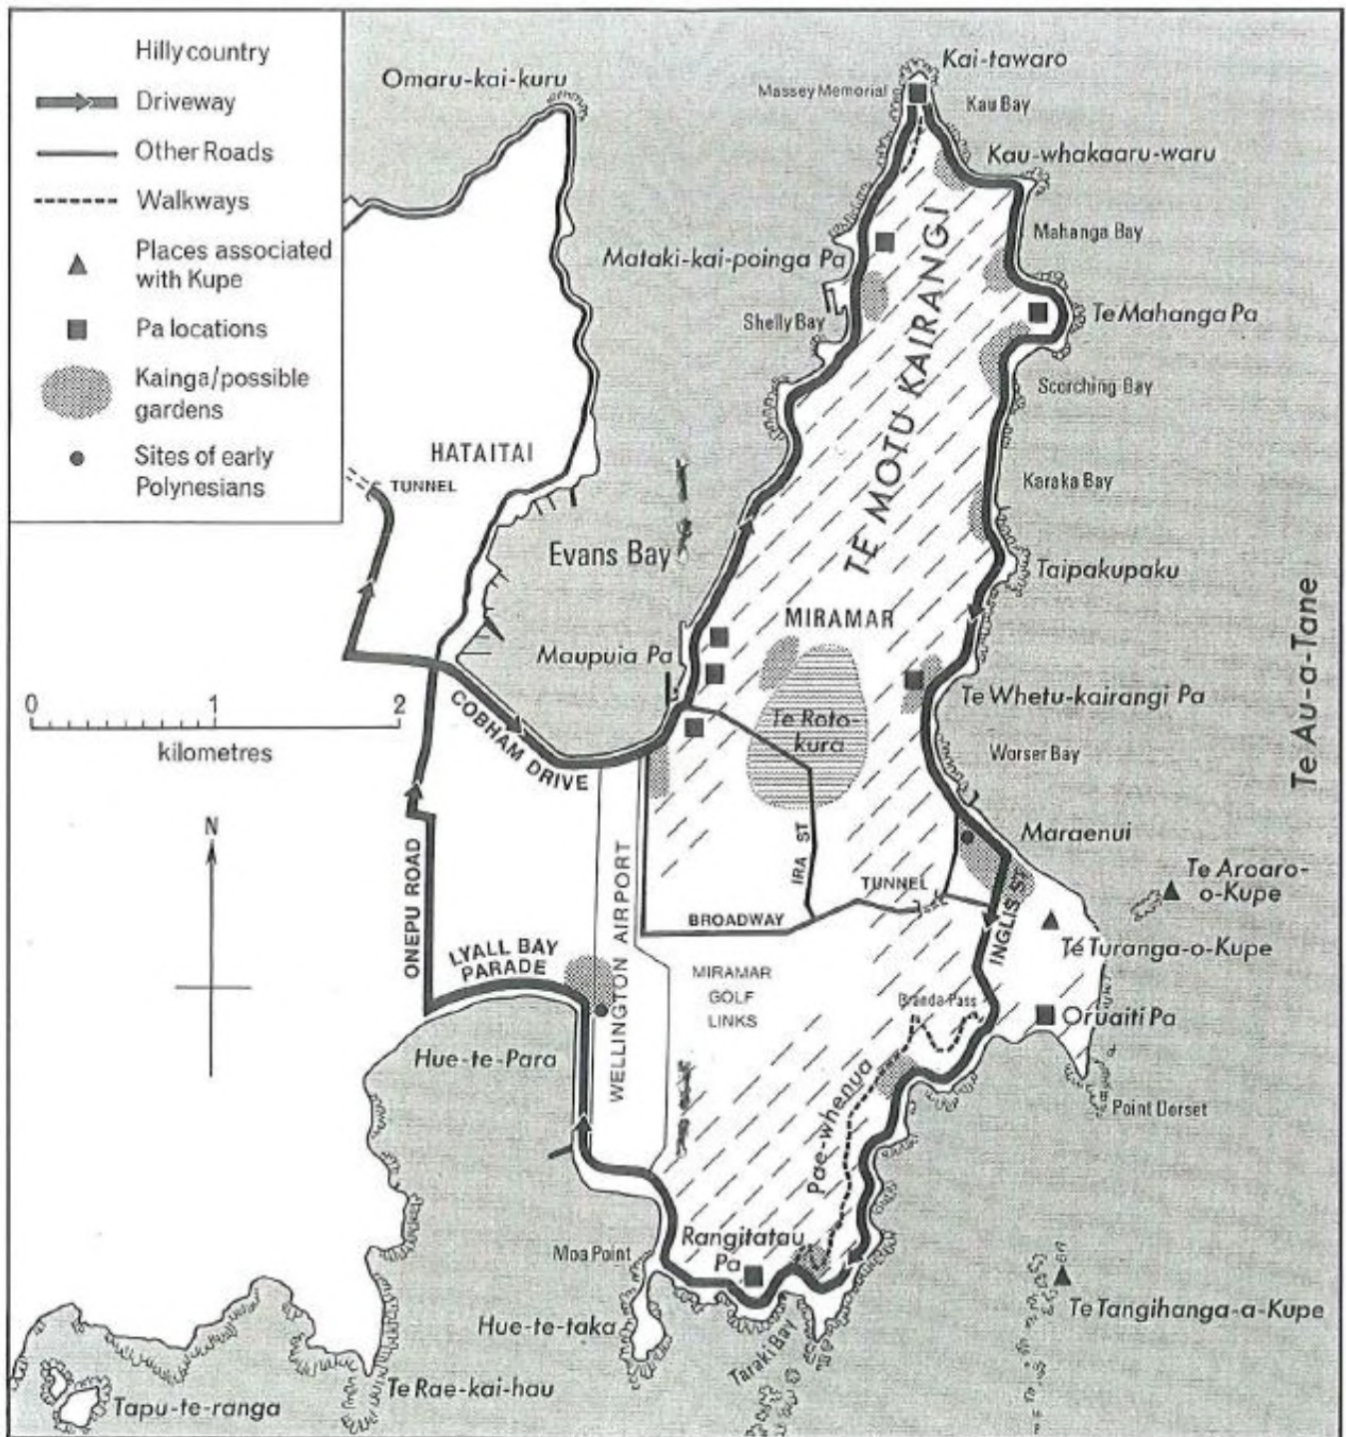 Hilly country
Driveway
Other Roads
Walkways
Places associated
with Kupe
Pa locations
Kainga/possible
gardens
Sites of early
Polynesians
Omaru-kai-kuru
Kai-tawaro
Massey Memorial
Kau Bay
Kau-whakaaru-waru
Mahanga Bay
Mataki-kai-poinga Pa
TE MOTU KAIRANGI
Te Mahanga Pa
Shelly Bay
Scorching Bay
HATAITAI
TUNNEL
Karaka Bay
Evans Bay
Taipakupaku
MIRAMAR
Maupuia Pa
Te Whetu-kairangi Pa
Te Au-a-Tane
0 1 2
kilometres
COBHAM DRIVE
Te Roto-
kura
Worser Bay
N
Maraenui
IRA ST
Te Aroaro-
o-Kupe
TUNNEL
ONEPU ROAD
WELLINGTON AIRPORT
BROADWAY
INGLIS ST
Te Turanga-o-Kupe
LYALL BAY
PARADE
MIRAMAR
GOLF
LINKS
Branda Pass
Oruaiti Pa
Hue-te-Para
Pae-whenua
Point Dorset
Rangitatau
Pa
Moa Point
Hue-te-taka
Taraki Bay
Te Tangihanga-a-Kupe
Te Rae-kai-hau
Tapu-te-ranga